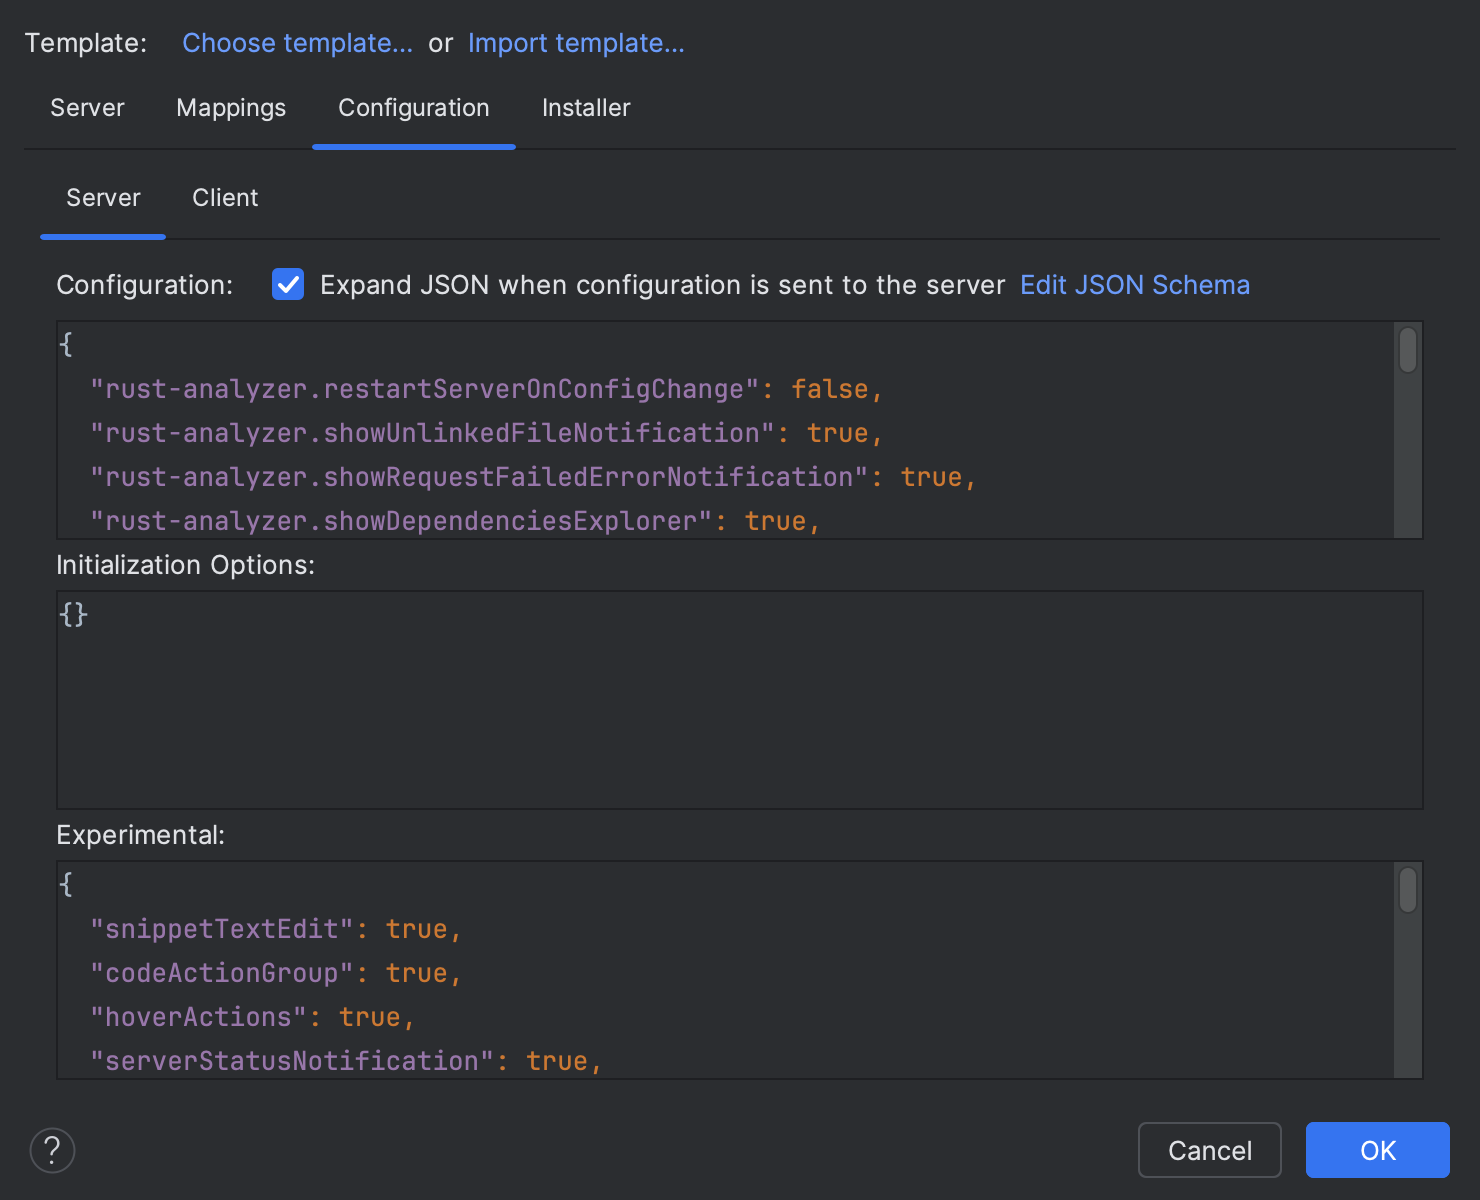 Template: Choose template... or Import template...
Server Mappings Configuration Installer
Server Client
Configuration: Expand JSON when configuration is sent to the server Edit JSON Schema
{
"rust-analyzer.restartServerOnConfigChange": false,
"rust-analyzer.showUnlinkedFileNotification": true,
"rust-analyzer.showRequestFailedErrorNotification": true,
"rust-analyzer.showDependenciesExplorer": true,
Initialization Options:
{}
Experimental:
{
"snippetTextEdit": true,
"codeActionGroup": true,
"hoverActions": true,
"serverStatusNotification": true,
? Cancel OK